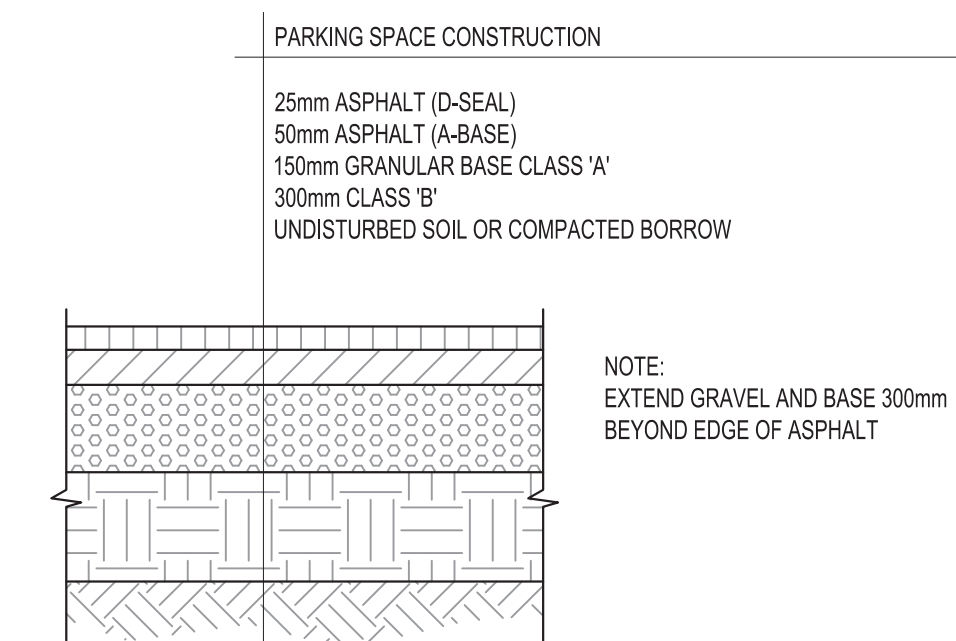 PARKING SPACE CONSTRUCTION
25mm ASPHALT (D-SEAL)
50mm ASPHALT (A-BASE)
150mm GRANULAR BASE CLASS 'A'
300mm CLASS 'B'
UNDISTURBED SOIL OR COMPACTED BORROW
NOTE:
EXTEND GRAVEL AND BASE 300mm
BEYOND EDGE OF ASPHALT